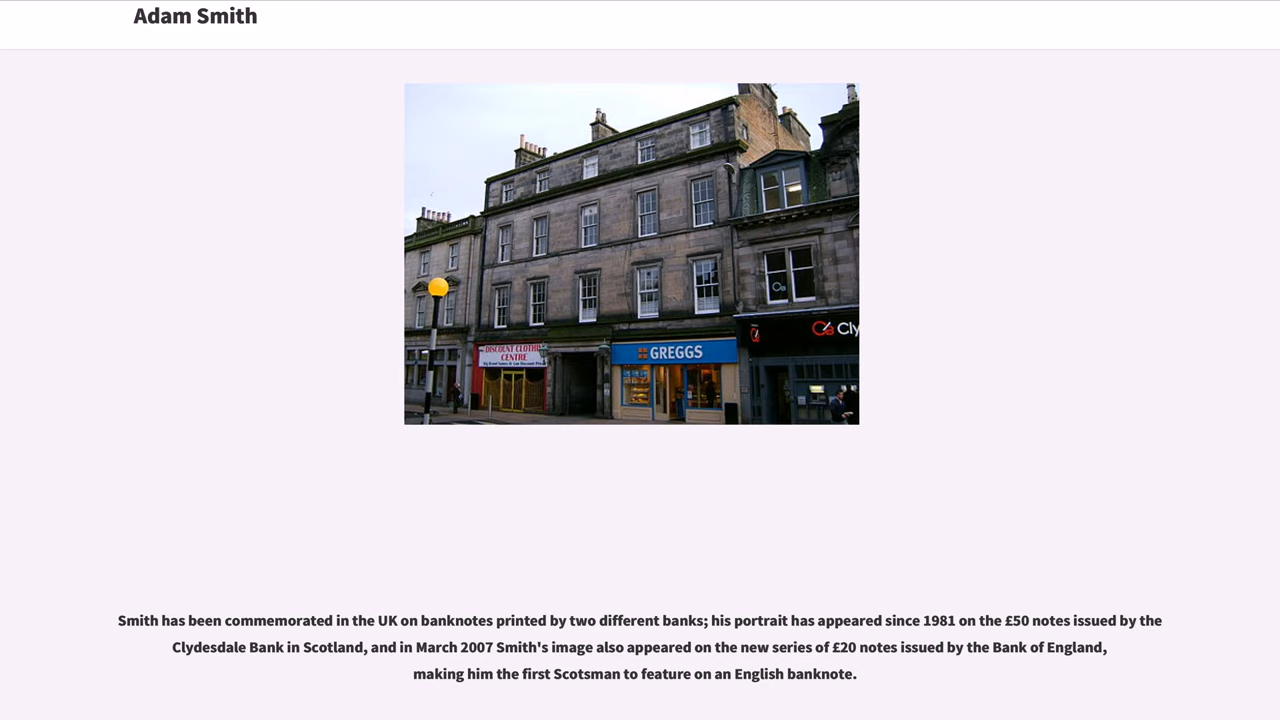 Adam Smith
DISCOUNT CLOTHING
CENTRE
GREGGS
Cly
Smith has been commemorated in the UK on banknotes printed by two different banks; his portrait has appeared since 1981 on the £50 notes issued by the
Clydesdale Bank in Scotland, and in March 2007 Smith's image also appeared on the new series of £20 notes issued by the Bank of England,
making him the first Scotsman to feature on an English banknote.